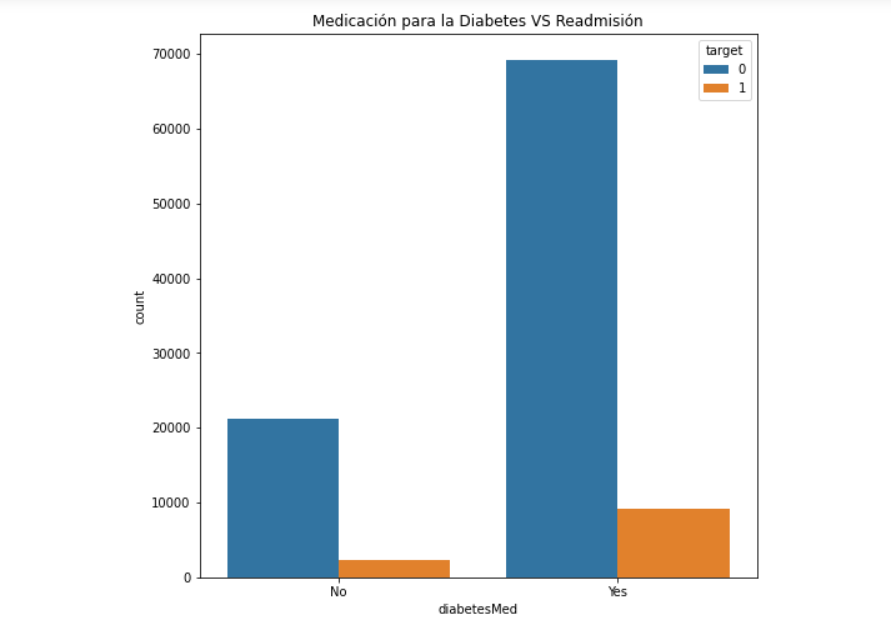 Medicación para la Diabetes VS Readmisión
target
0
1
70000
60000
50000
40000
30000
20000
10000
0
count
No
Yes
diabetesMed